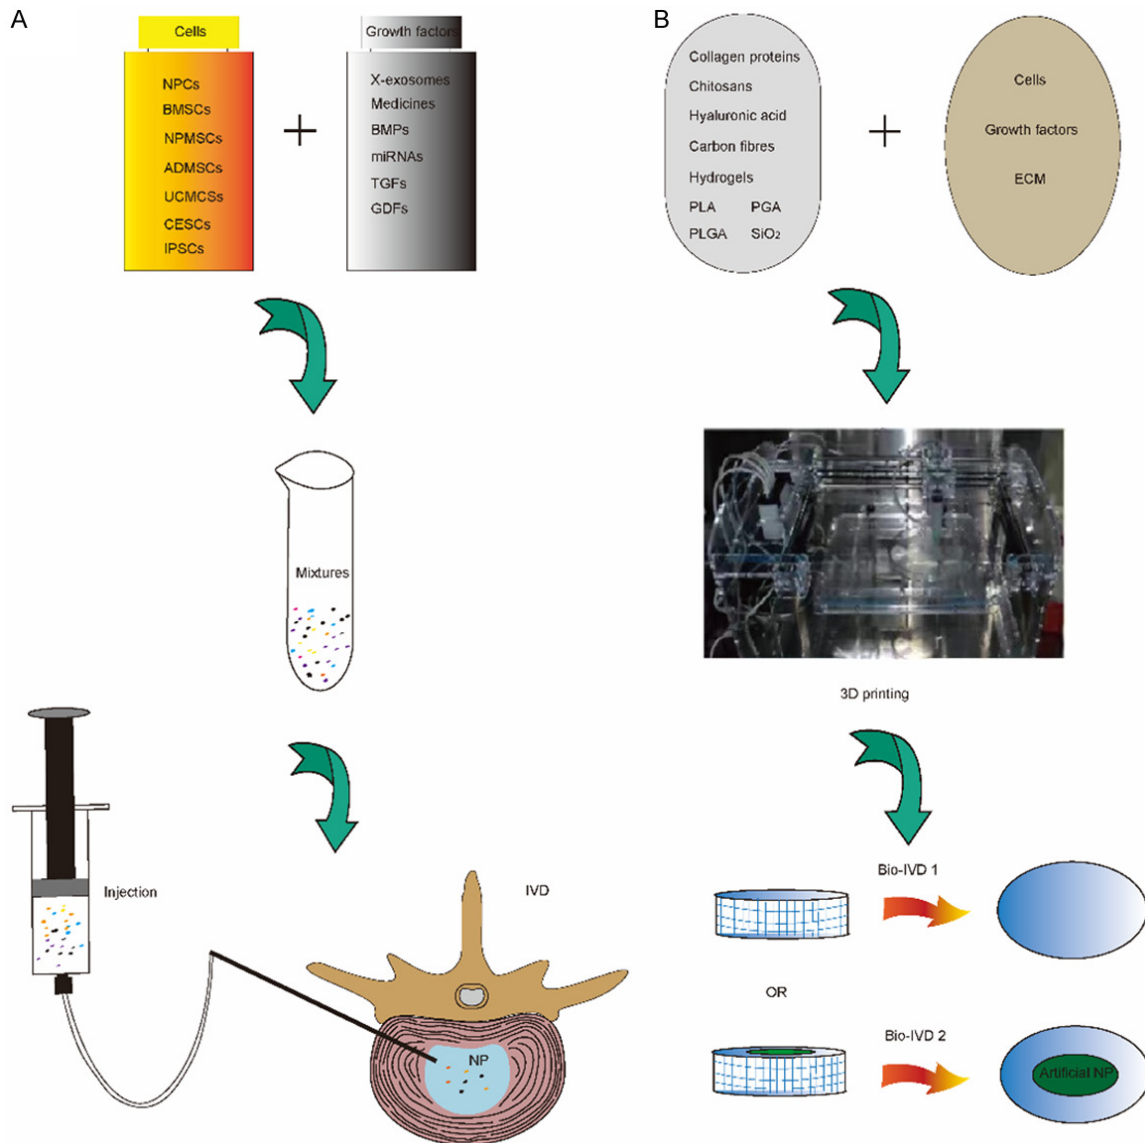 A
Cells
NPCs
BMSCs
NPMSCs
ADMSCs
UCMCSs
CESCs
IPSCs
+
Growth factors
X-exosomes
Medicines
BMPs
miRNAs
TGFs
GDFs
Mixtures
Injection
IVD
NP
B
Collagen proteins
Chitosans
Hyaluronic acid
Carbon fibres
Hydrogels
PLA PGA
PLGA SiO₂
+
Cells
Growth factors
ECM
3D printing
Bio-IVD 1
OR
Bio-IVD 2
Artificial NP